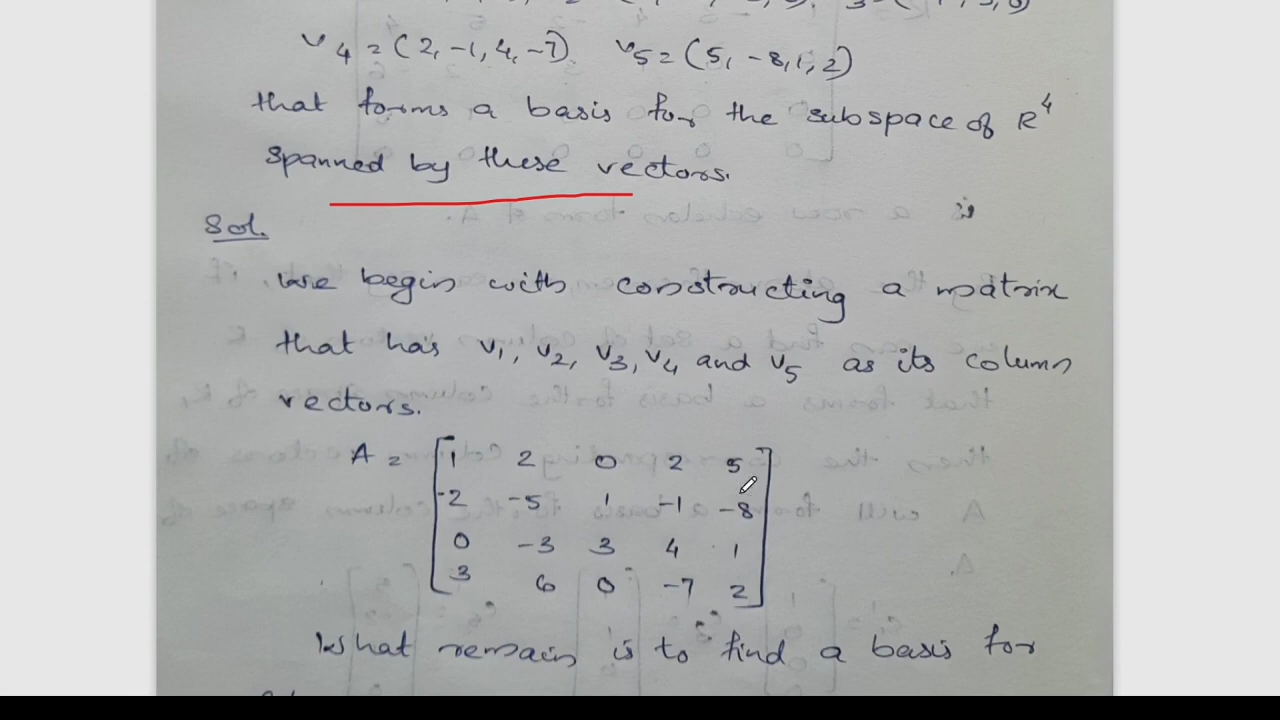 v4 = (2, -1, 4, -7) v5 = (5, -8, 1, 2)
that forms a basis for the subspace of R^4
spanned by these vectors.
Sol.
We begin with constructing a matrix
that has v1, v2, v3, v4 and v5 as its column
vectors.
A = [1 2 0 2 5
-2 -5 1 -1 -8
0 -3 3 4 1
3 6 0 -7 2]
What remain is to find a basis for